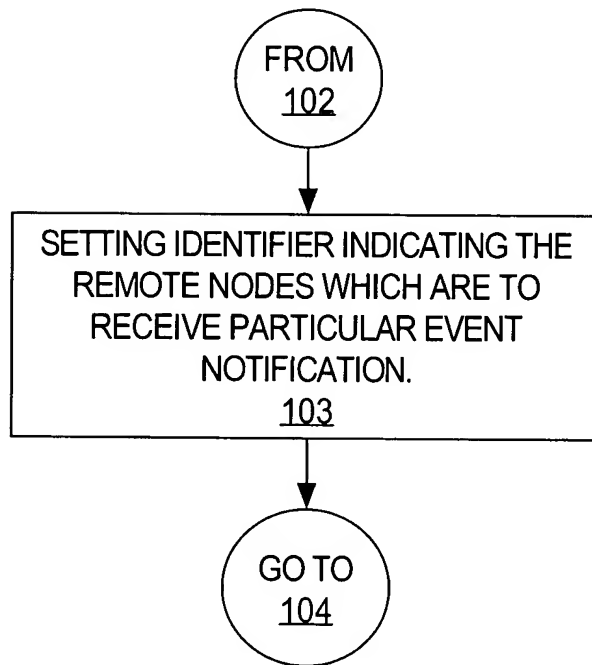 FROM
102
SETTING IDENTIFIER INDICATING THE
REMOTE NODES WHICH ARE TO
RECEIVE PARTICULAR EVENT
NOTIFICATION.
103
GO TO
104